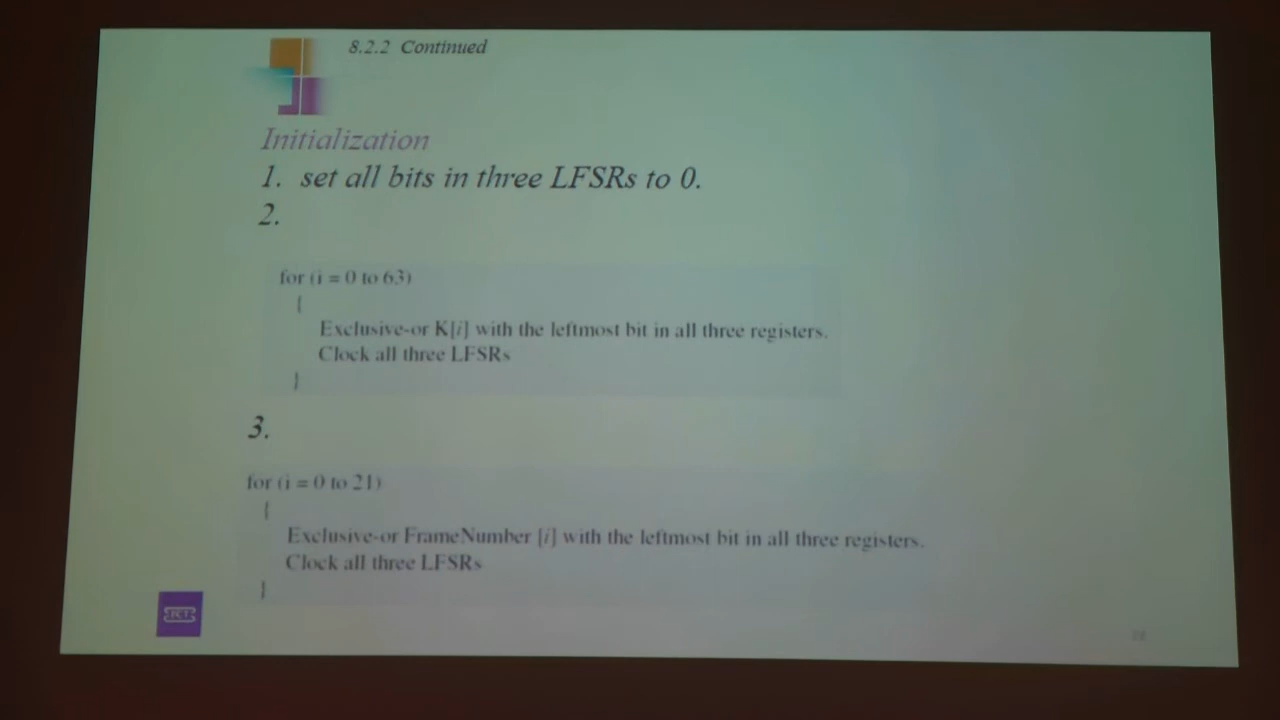 8.2.2 Continued
Initialization
1. set all bits in three LFSRs to 0.
2.
for (i = 0 to 63)
{
Exclusive-or K[i] with the leftmost bit in all three registers.
Clock all three LFSRs
}
3.
for (i = 0 to 21)
{
Exclusive-or FrameNumber [i] with the leftmost bit in all three registers.
Clock all three LFSRs
}